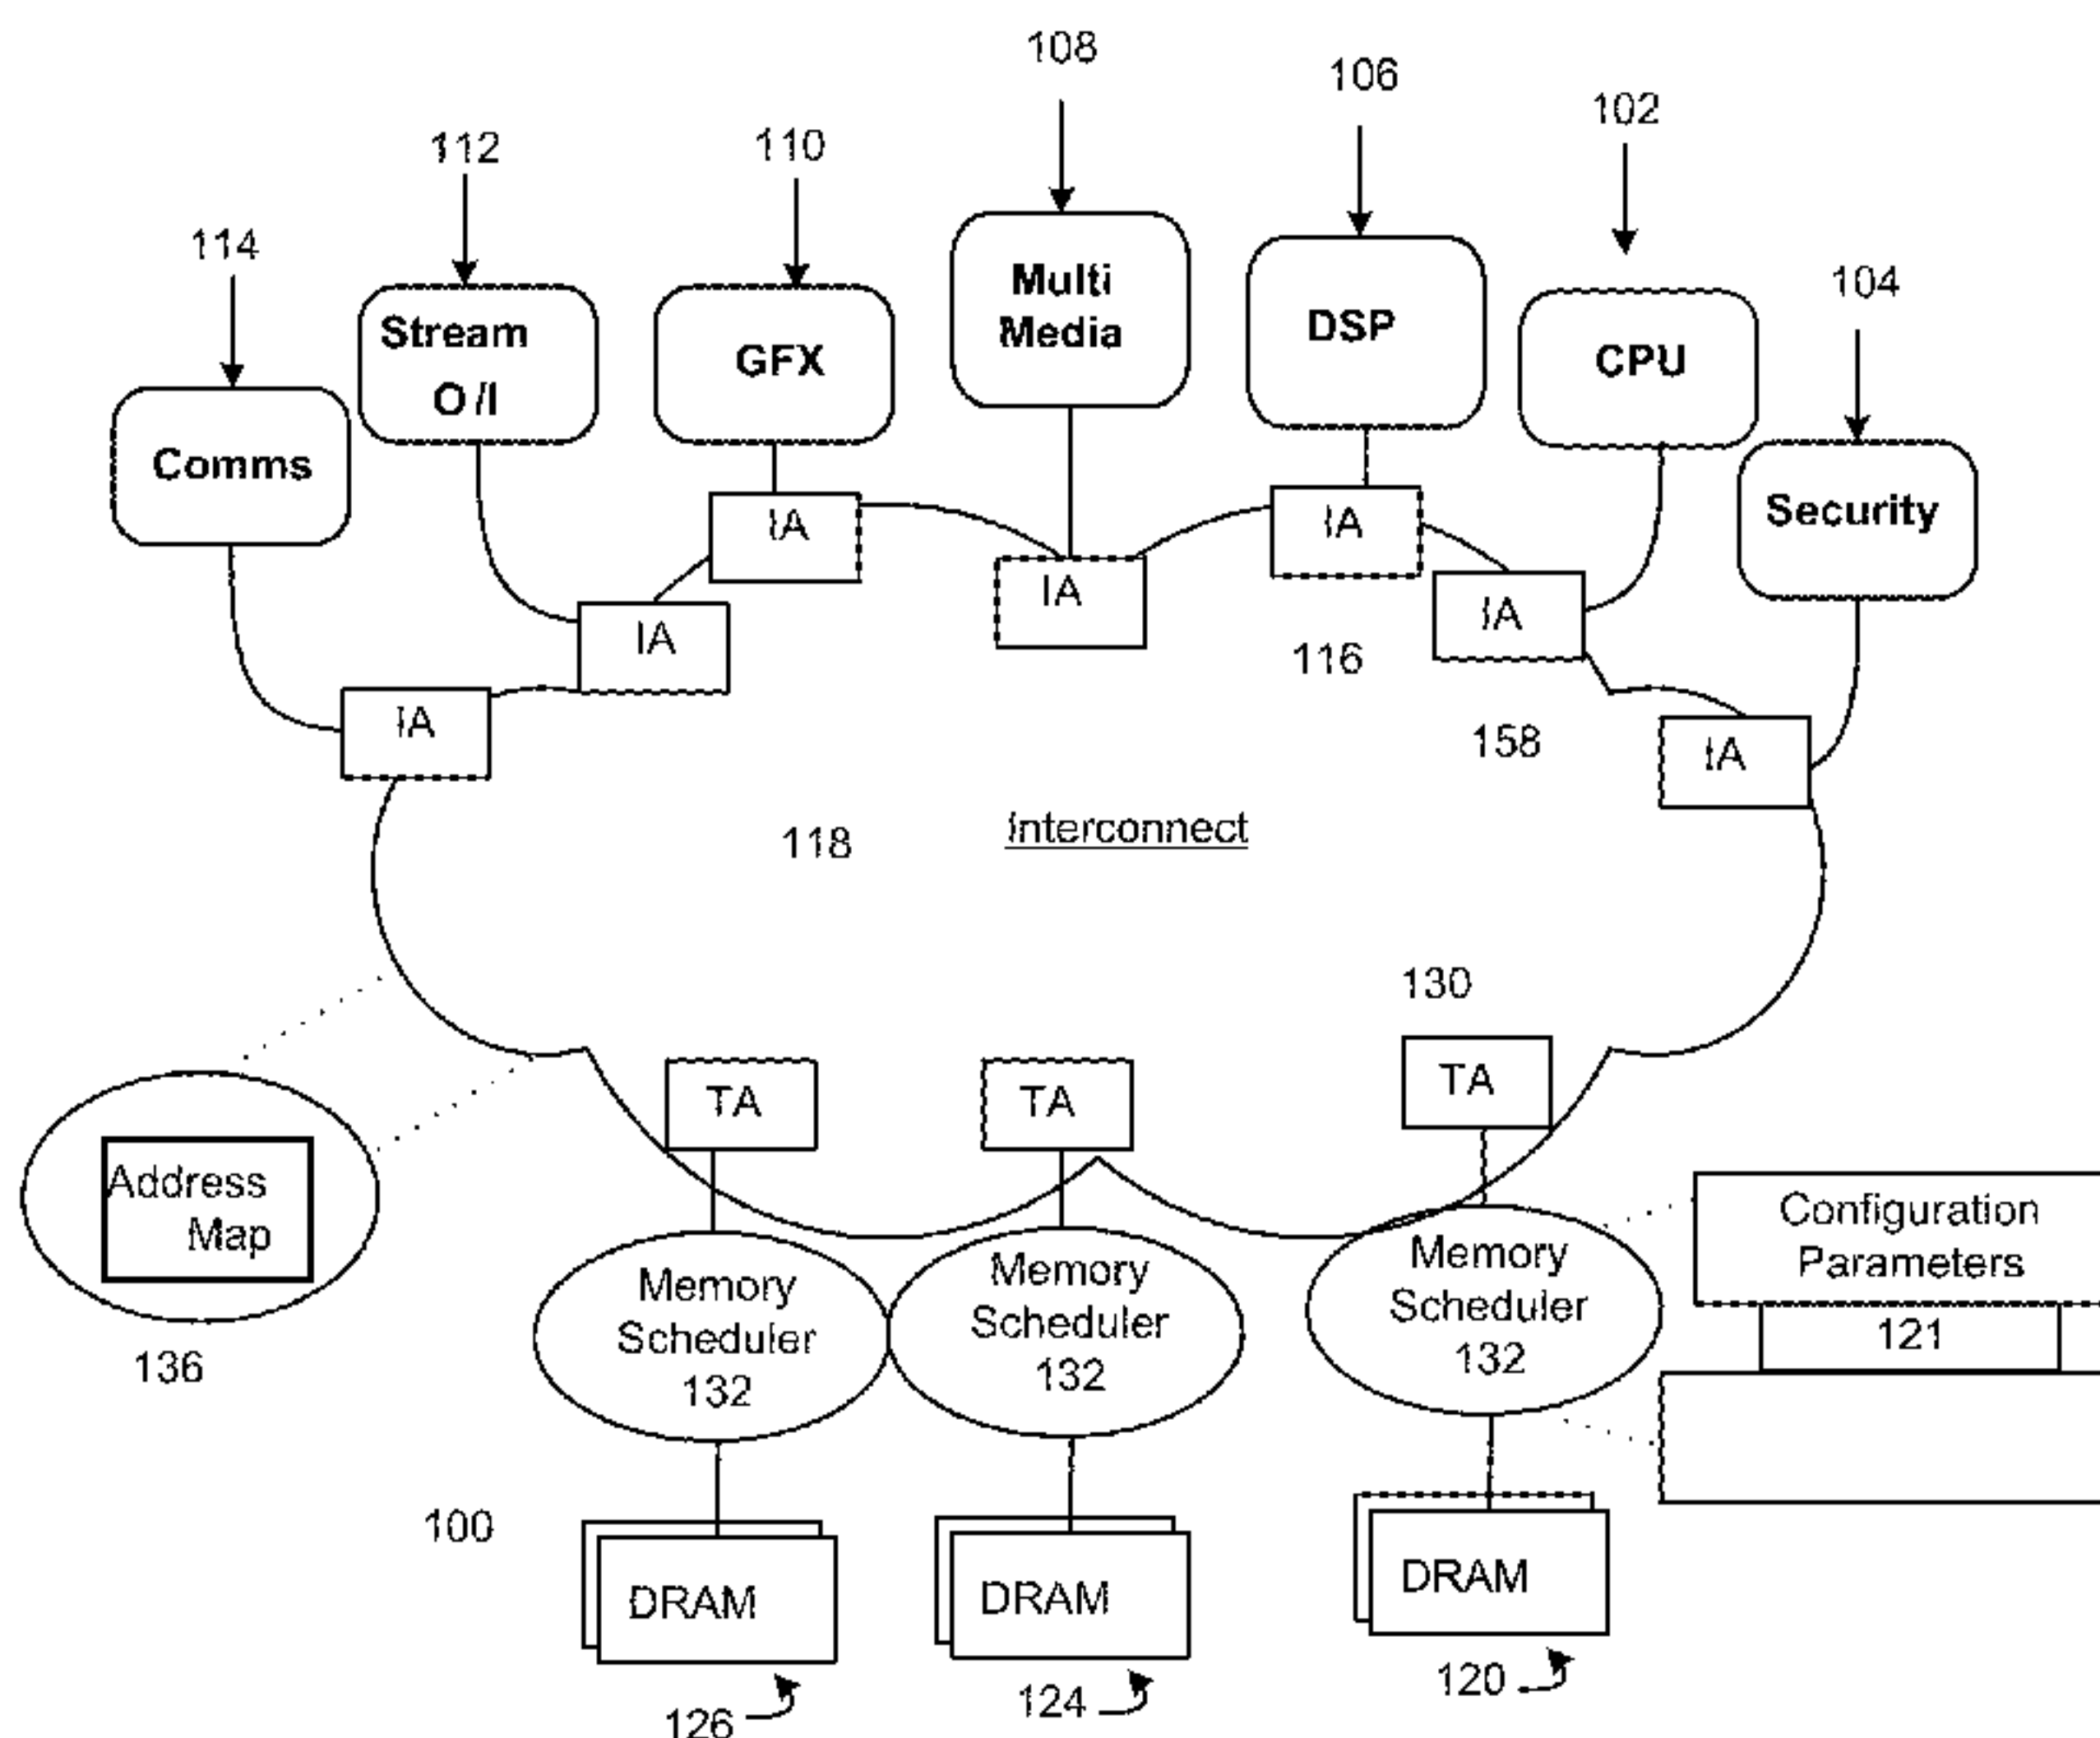 108
106
102
112
110
114
104
Multi
Media
Stream
O /I
GFX
DSP
CPU
Comms
Security
IA
IA
IA
IA
IA
IA
IA
116
158
118
Interconnect
130
TA
TA
TA
Address
Map
136
Memory
Scheduler
132
Memory
Scheduler
132
Memory
Scheduler
132
Configuration
Parameters
121
100
DRAM
DRAM
DRAM
126
124
120